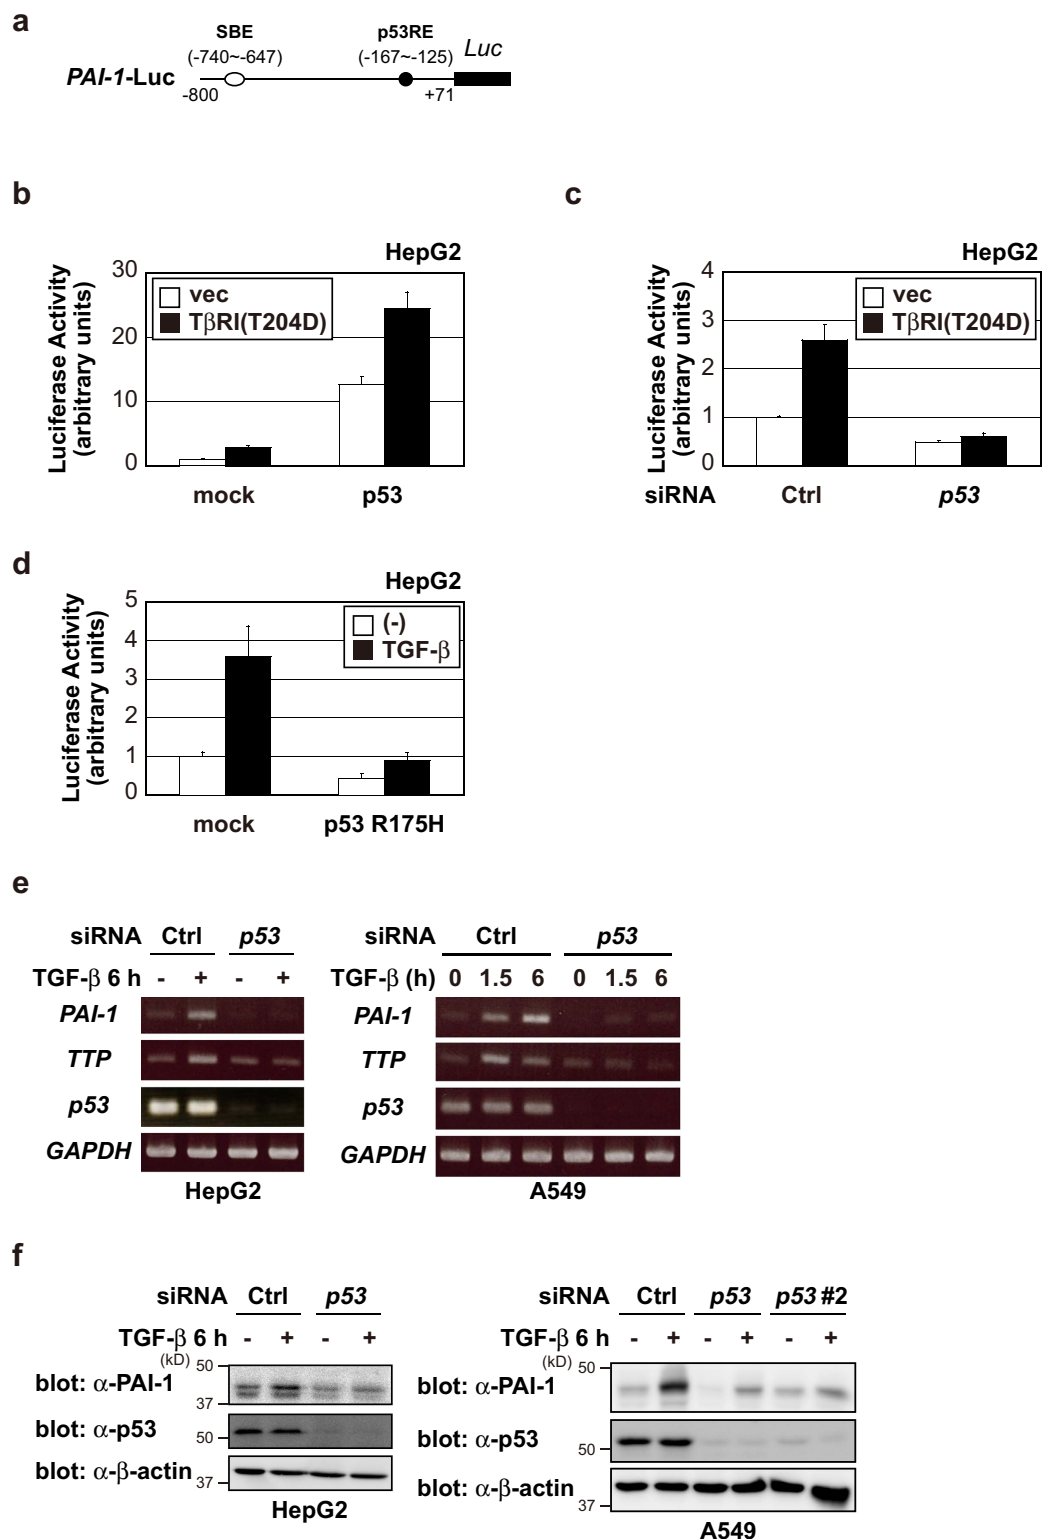 a
SBE p53RE Luc
(-740~-647) (-167~-125)
PAI-1-Luc
-800 +71
b
HepG2
Luciferase Activity
(arbitrary units)
30
20
10
0
vec
TβRI(T204D)
mock p53
c
HepG2
Luciferase Activity
(arbitrary units)
4
3
2
1
0
vec
TβRI(T204D)
siRNA Ctrl p53
d
HepG2
Luciferase Activity
(arbitrary units)
5
4
3
2
1
0
(-)
TGF-β
mock p53 R175H
e
siRNA Ctrl p53
TGF-β 6 h - + - +
PAI-1
TTP
p53
GAPDH
HepG2
siRNA Ctrl p53
TGF-β (h) 0 1.5 6 0 1.5 6
PAI-1
TTP
p53
GAPDH
A549
f
siRNA Ctrl p53
TGF-β 6 h - + - +
(kD) 50
blot: α-PAI-1
37
blot: α-p53
50
blot: α-β-actin
37
HepG2
siRNA Ctrl p53 p53 #2
TGF-β 6 h - + - + - +
(kD) 50
blot: α-PAI-1
blot: α-p53
50
blot: α-β-actin
37
A549